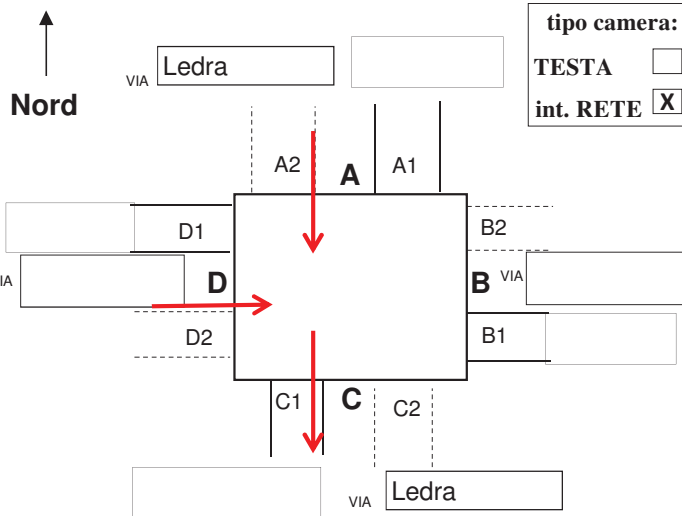 tipo camera:
VIA Ledra
TESTA
Nord
int. RETE X
A2 A A1
D1 B2
VIA D B VIA
D2 B1
C1 C C2
VIA Ledra